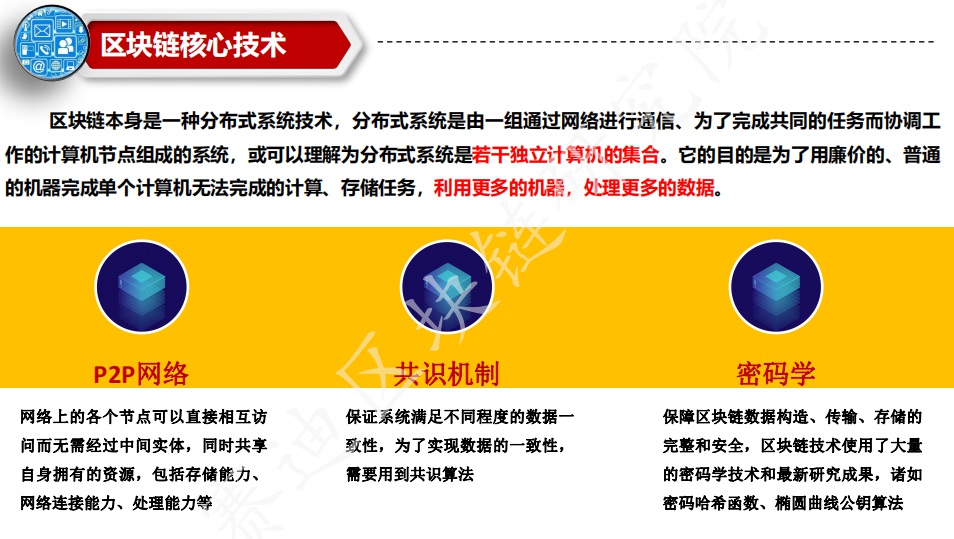 区块链核心技术
区块链本身是一种分布式系统技术，分布式系统是由一组通过网络进行通信、为了完成共同的任务而协调工
作的计算机节点组成的系统，或可以理解为分布式系统是若干独立计算机的集合。它的目的是为了用廉价的、普通
的机器完成单个计算机无法完成的计算、存储任务，利用更多的机器，处理更多的数据。
P2P网络
共识机制
密码学
网络上的各个节点可以直接相互访
问而无需经过中间实体，同时共享
自身拥有的资源，包括存储能力、
网络连接能力、处理能力等
保证系统满足不同程度的数据一
致性，为了实现数据的一致性，
需要用到共识算法
保障区块链数据构造、传输、存储的
完整和安全，区块链技术使用了大量
的密码学技术和最新研究成果，诸如
密码哈希函数、椭圆曲线公钥算法
赛迪区块链研究院